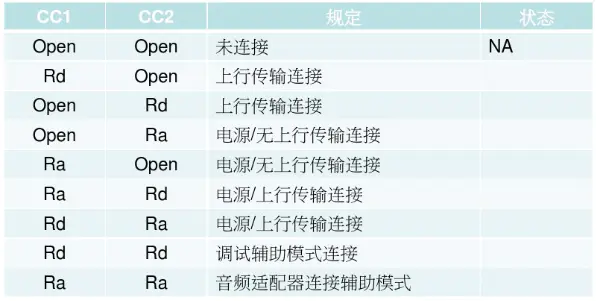 CC1 CC2 规定 状态
Open Open 未连接 NA
Rd Open 上行传输连接
Open Rd 上行传输连接
Open Ra 电源/无上行传输连接
Ra Open 电源/无上行传输连接
Ra Rd 电源/上行传输连接
Rd Ra 电源/上行传输连接
Rd Rd 调试辅助模式连接
Ra Ra 音频适配器连接辅助模式